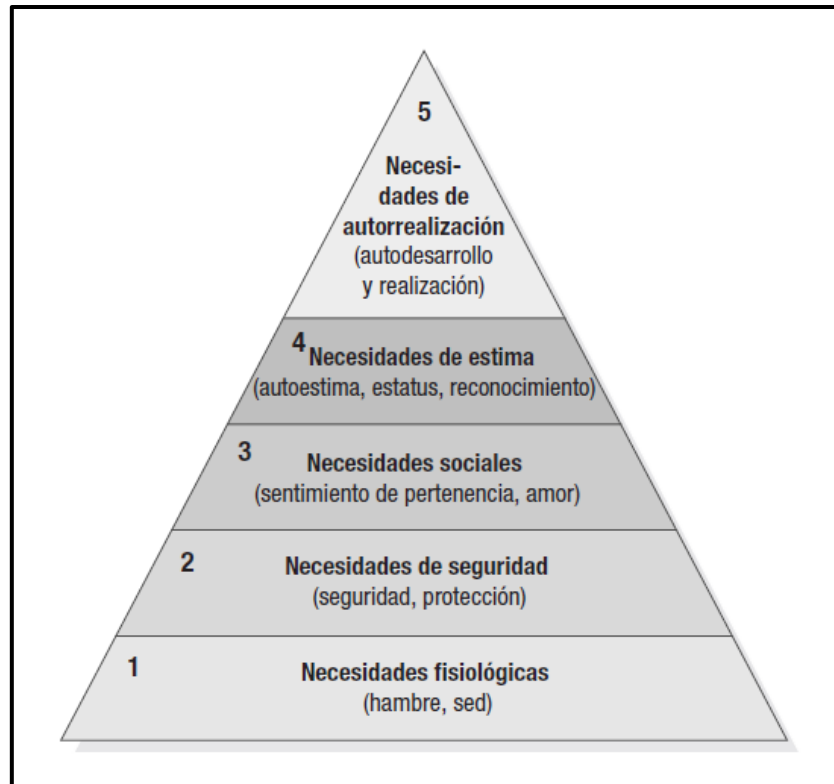 5
Necesi-
dades de
autorrealización
(autodesarrollo
y realización)
4
Necesidades de estima
(autoestima, estatus, reconocimiento)
3
Necesidades sociales
(sentimiento de pertenencia, amor)
2
Necesidades de seguridad
(seguridad, protección)
1
Necesidades fisiológicas
(hambre, sed)